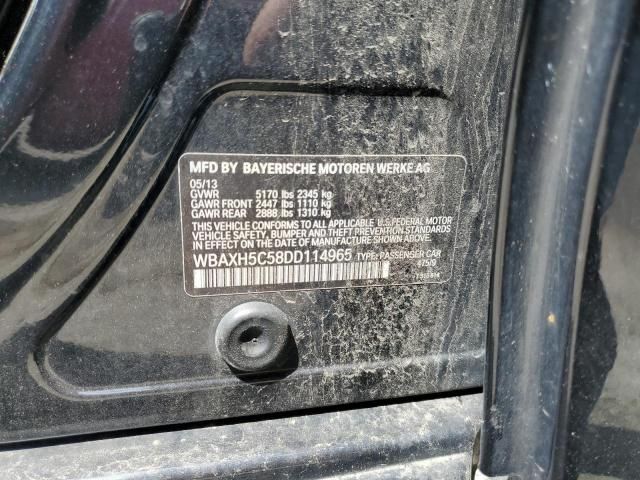 MFD BY BAYERISCHE MOTOREN WERKE AG
05/13
GVWR 5170 lbs 2345 kg
GAWR FRONT 2447 lbs 1110 kg
GAWR REAR 2888 lbs 1310 kg
THIS VEHICLE CONFORMS TO ALL APPLICABLE U.S. FEDERAL MOTOR
VEHICLE SAFETY, BUMPER, AND THEFT PREVENTION STANDARDS
IN EFFECT ON THE DATE OF MANUFACTURE SHOWN ABOVE.
WBAXH5C58DD114965 TYPE: PASSENGER CAR
475/9